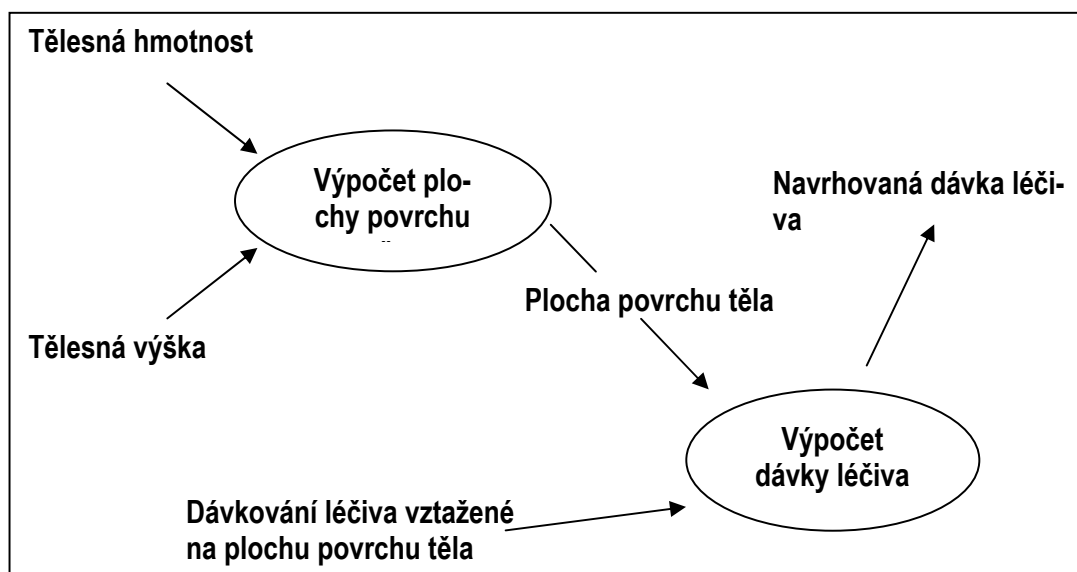 Tělesná hmotnost
Výpočet plo-
chy povrchu
Navrhovaná dávka léči-
va
Plocha povrchu těla
Tělesná výška
Výpočet
dávky léčiva
Dávkování léčiva vztažené
na plochu povrchu těla